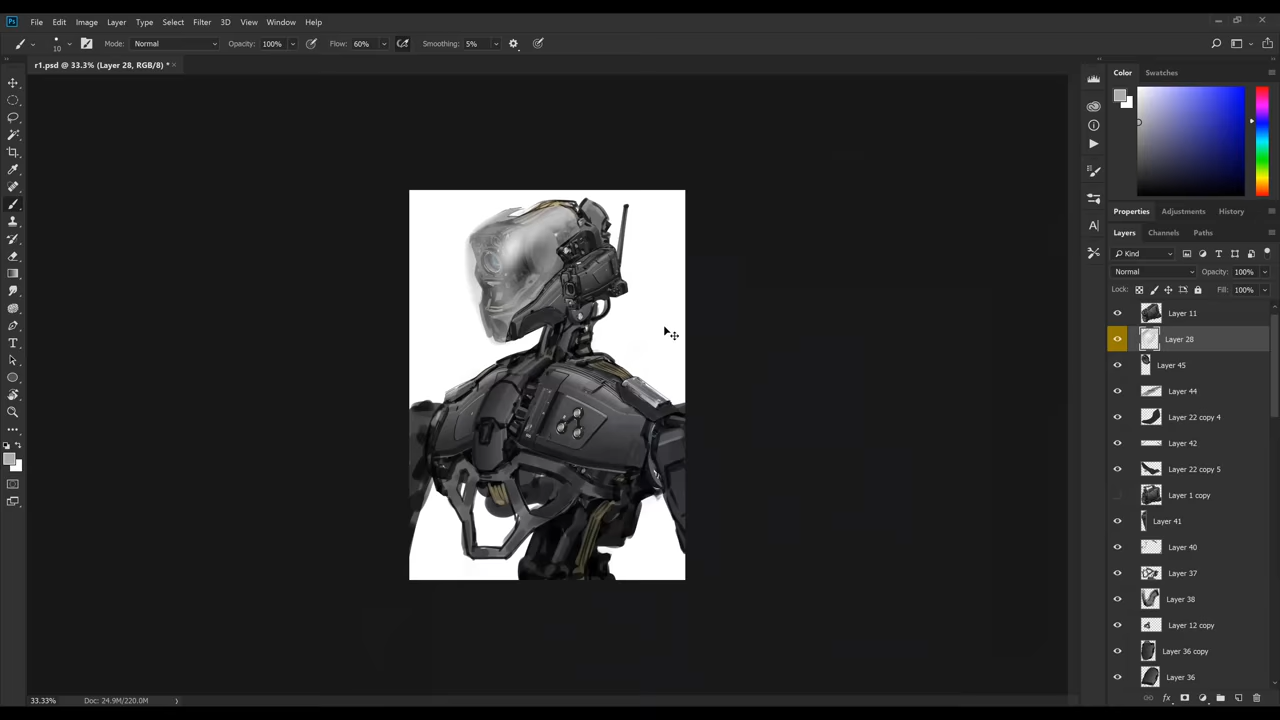 Ps File Edit Image Layer Type Select Filter 3D View Window Help
10 Mode: Normal Opacity: 100% Flow: 60% Smoothing: 5%
r1.psd @ 33.3% (Layer 28, RGB/8) * ×
Color Swatches
Properties Adjustments History
Layers Channels Paths
Kind
Normal Opacity: 100%
Lock: Fill: 100%
Layer 11
Layer 28
Layer 45
Layer 44
Layer 22 copy 4
Layer 42
Layer 22 copy 5
Layer 1 copy
Layer 41
Layer 40
Layer 37
Layer 38
Layer 12 copy
Layer 36 copy
Layer 36
33.33% Doc: 24.9M/220.0M